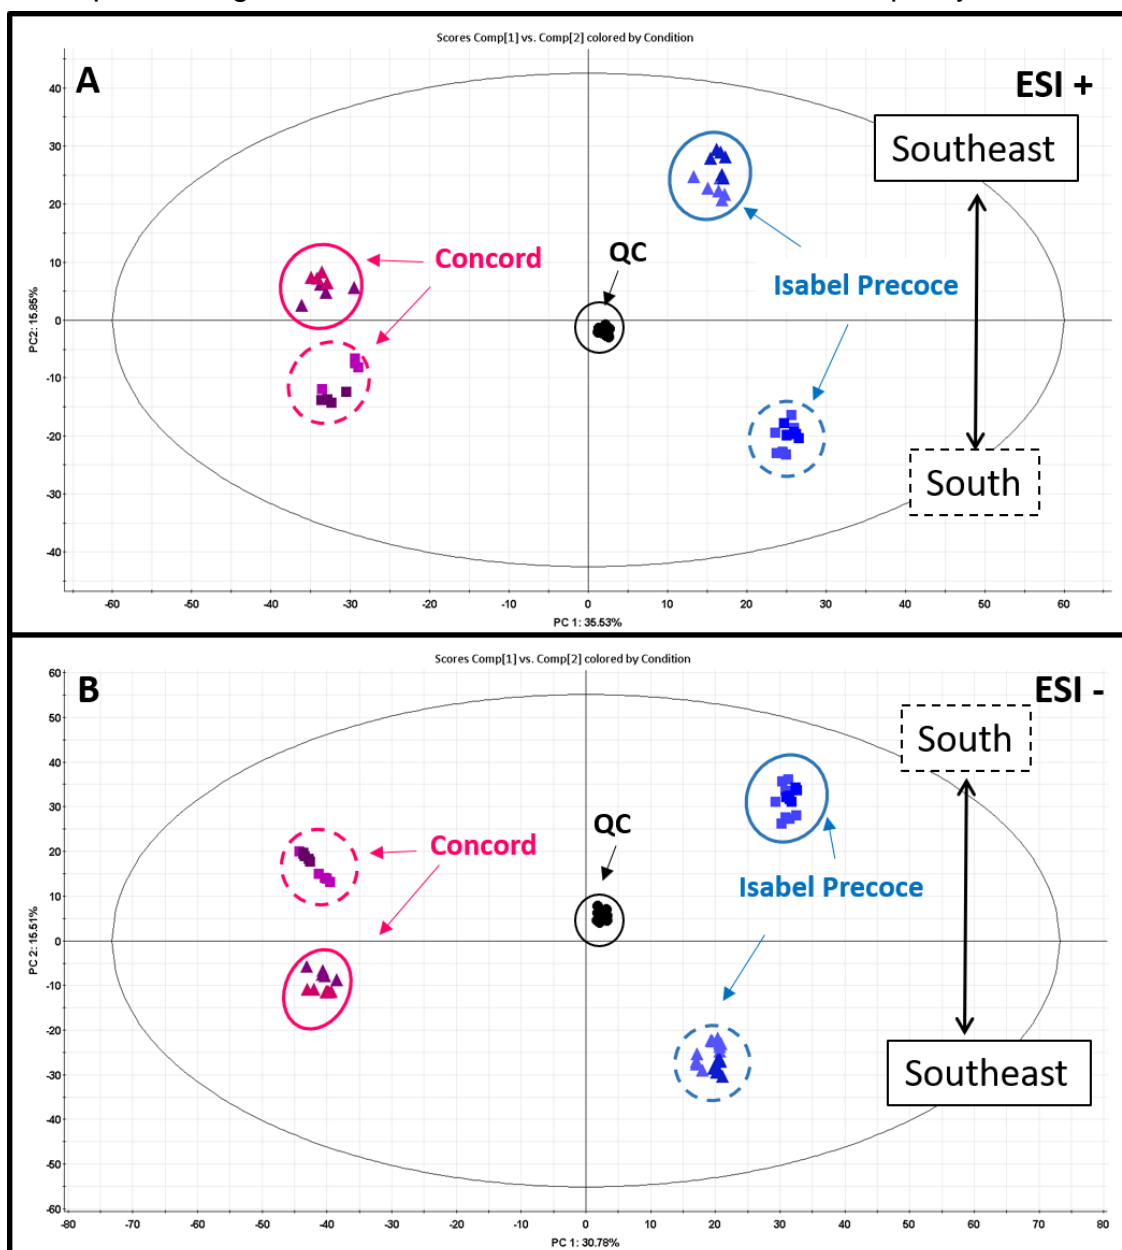 Scores Comp[1] vs. Comp[2] colored by Condition
A
ESI +
Southeast
Concord
QC
Isabel Precoce
South
40
30
20
10
0
-10
-20
-30
-40
PC2: 15.85%
-60 -50 -40 -30 -20 -10 0 10 20 30 40 50 60
PC 1: 35.53%
Scores Comp[1] vs. Comp[2] colored by Condition
B
ESI -
South
QC
Concord
Isabel Precoce
Southeast
60
50
40
30
20
10
0
-10
-20
-30
-40
-50
-60
PC 2: 15.51%
-80 -70 -60 -50 -40 -30 -20 -10 0 10 20 30 40 50 60 70 80
PC 1: 30.78%